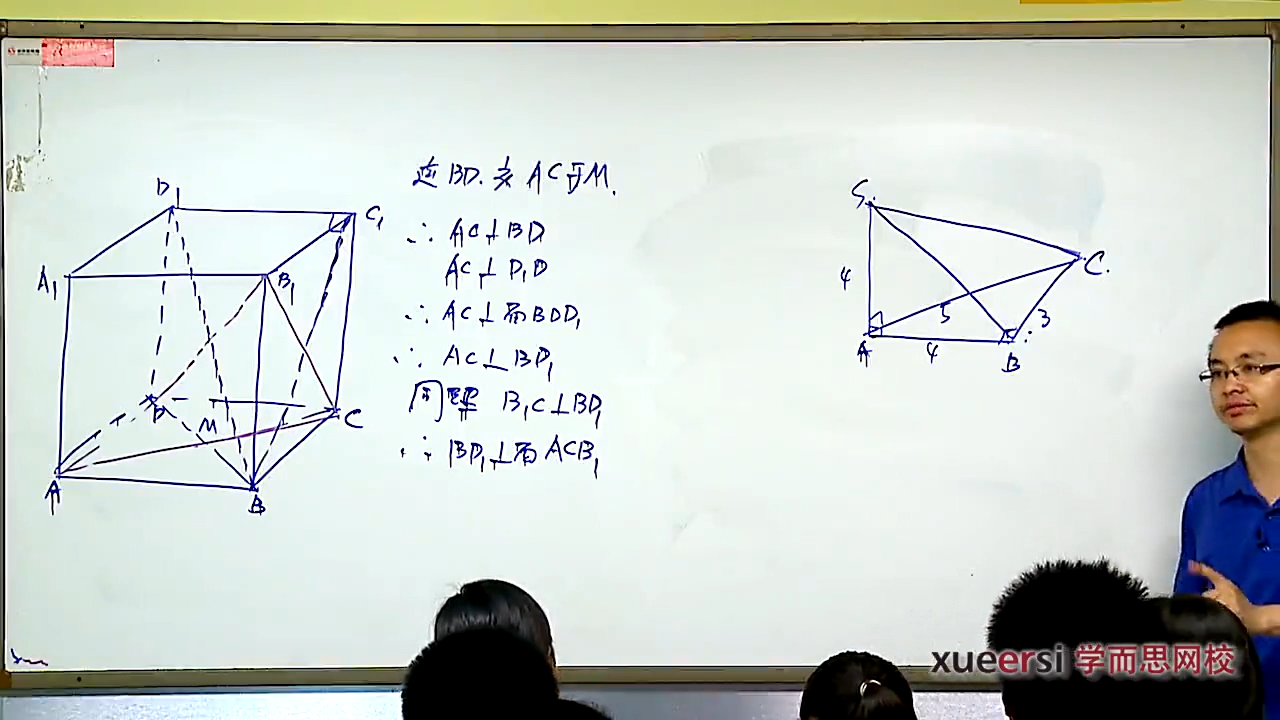 连BD.交AC于M.
∴ AC⊥BD
AC⊥D₁D
∴ AC⊥面BDD₁
∴ AC⊥BD₁
同理 B₁C⊥BD₁
∴ BD₁⊥面ACB₁
D₁
C₁
A₁
B₁
D
M
C
A
B
S
C
4
5
3
A
4
B
xueersi 学而思网校